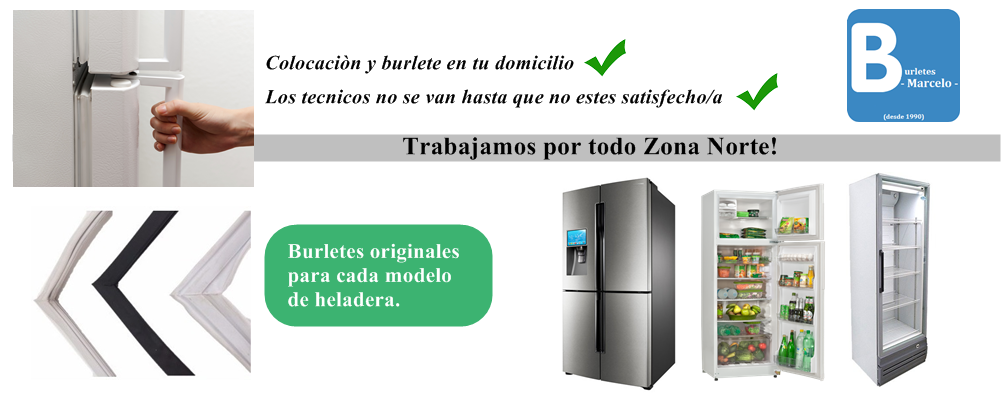 Colocaciòn y burlete en tu domicilio
Los tecnicos no se van hasta que no estes satisfecho/a
Burletes
- Marcelo -
(desde 1990)
Trabajamos por todo Zona Norte!
Burletes originales
para cada modelo
de heladera.